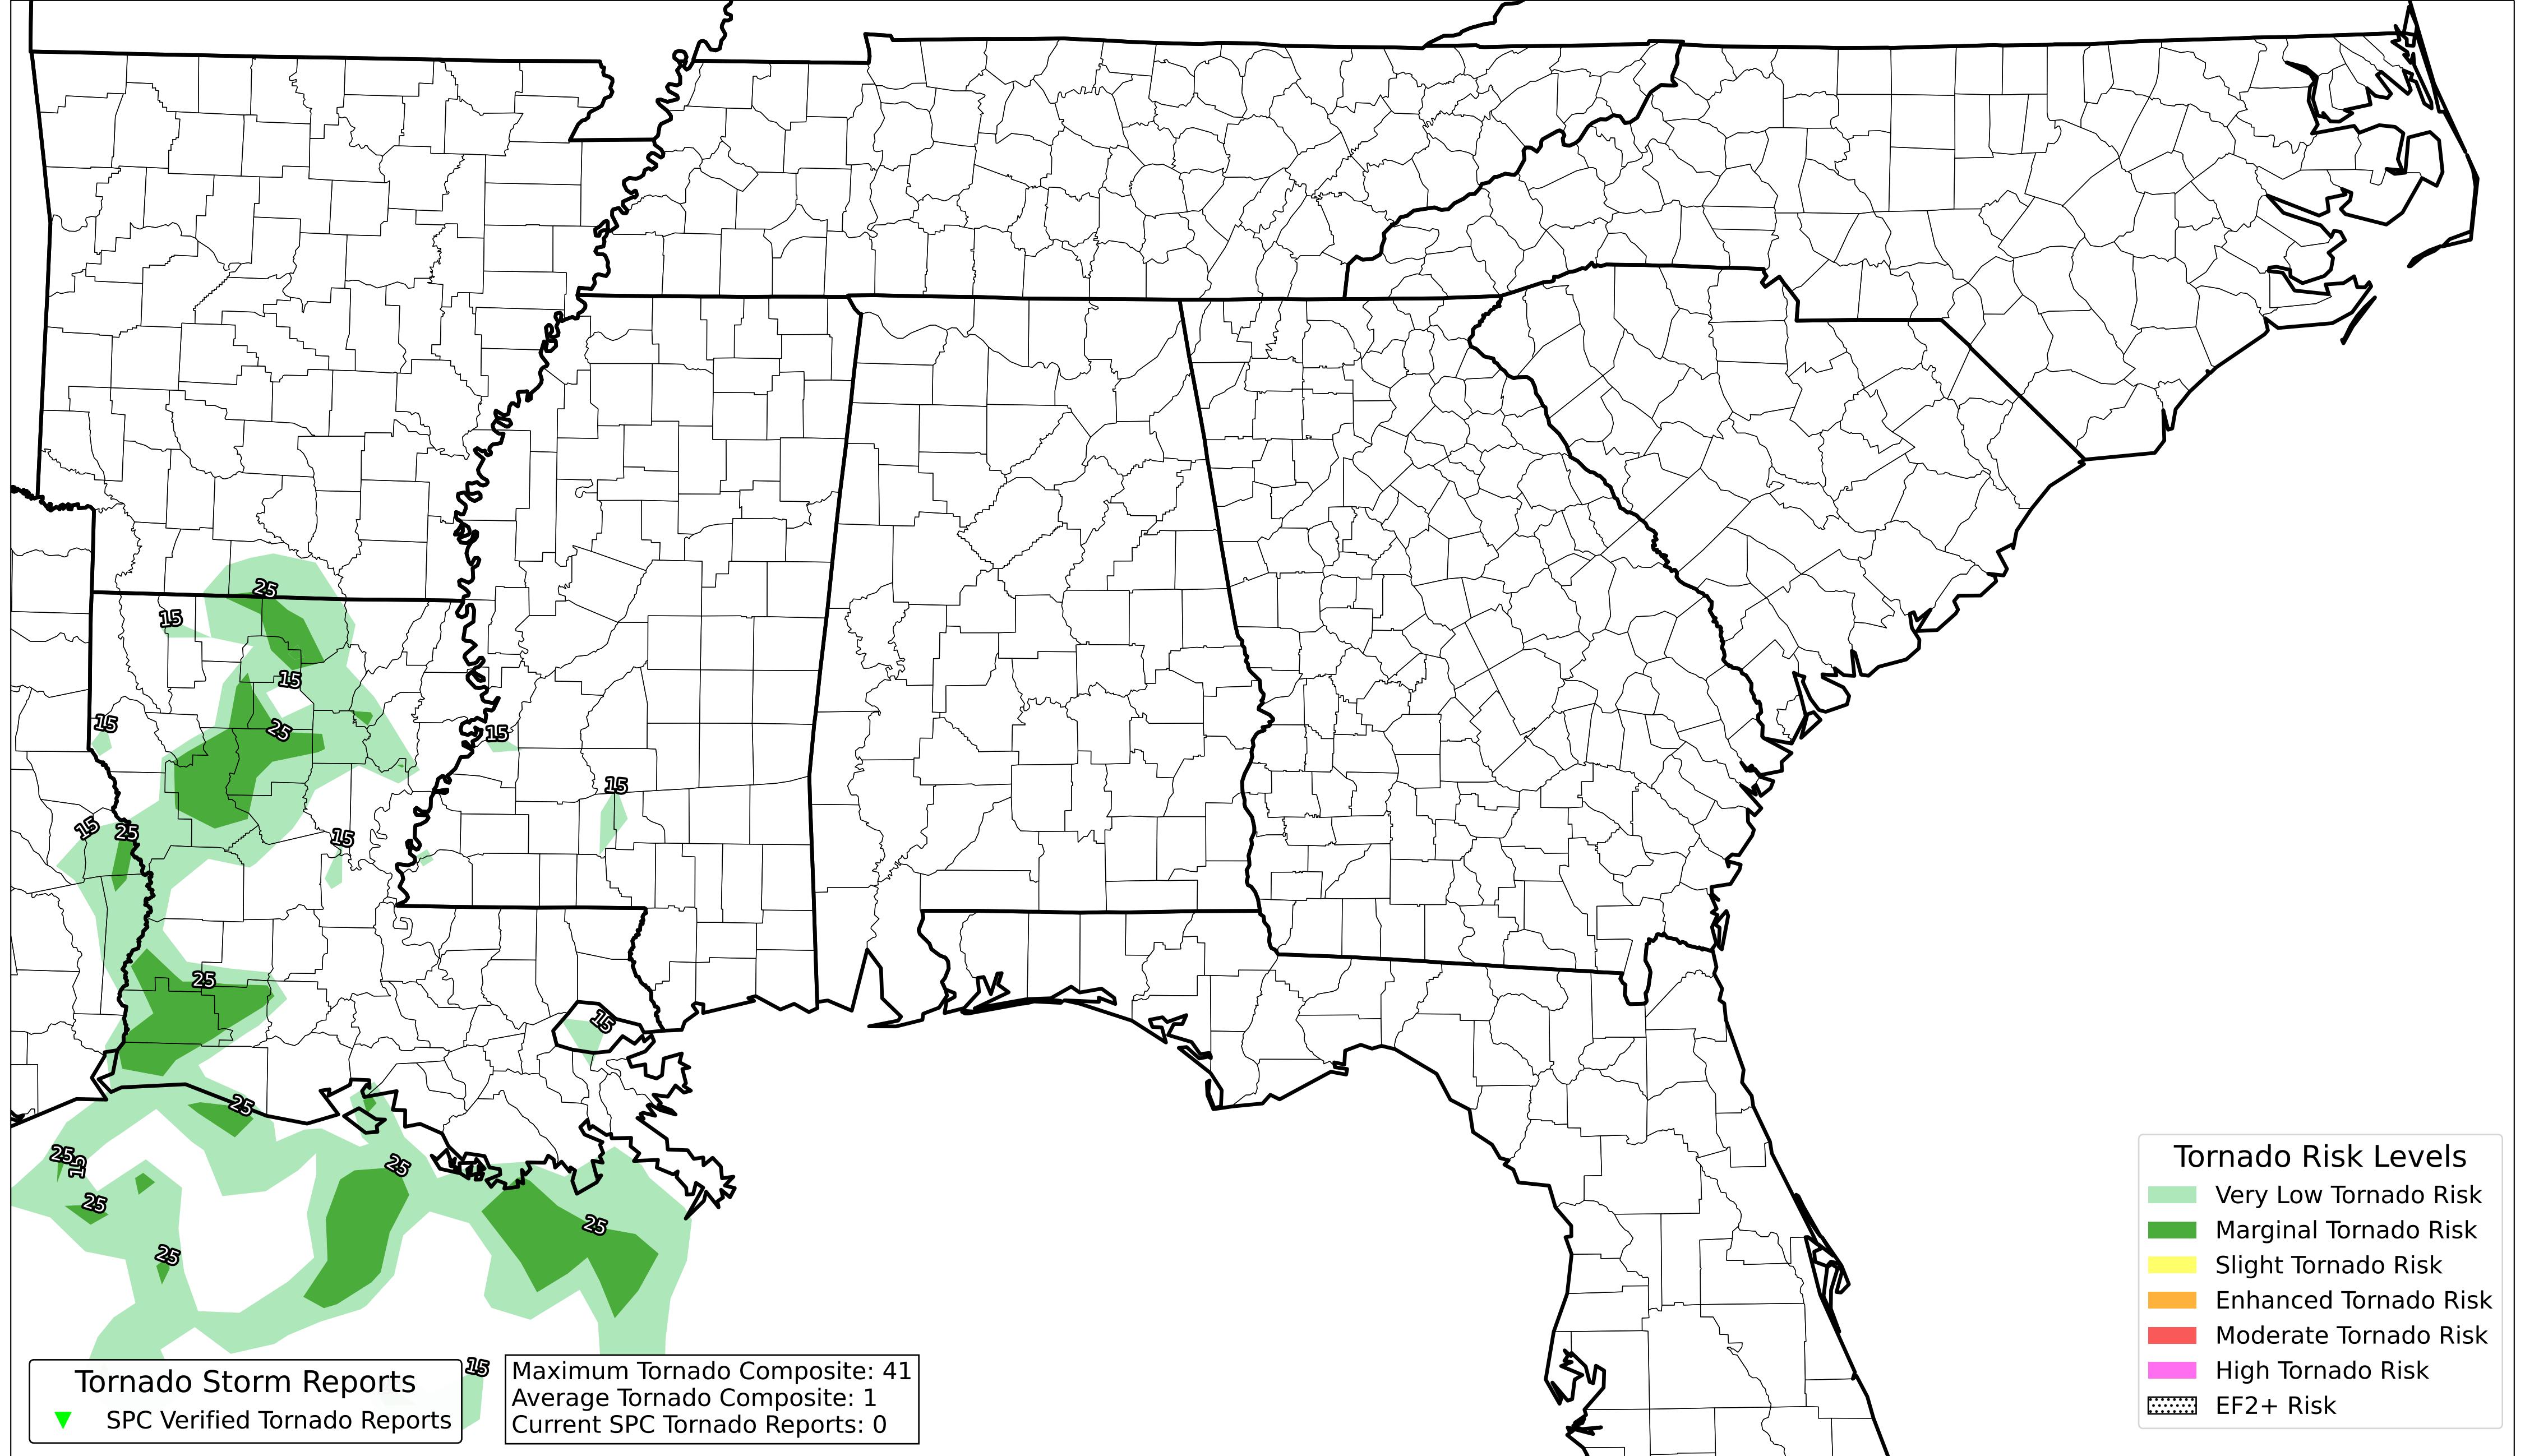 25
15
15
15
25
15
15
15
15
25
15
25
15
25
25
25
15
25
25
25
15
Tornado Storm Reports
SPC Verified Tornado Reports
Maximum Tornado Composite: 41
Average Tornado Composite: 1
Current SPC Tornado Reports: 0
Tornado Risk Levels
Very Low Tornado Risk
Marginal Tornado Risk
Slight Tornado Risk
Enhanced Tornado Risk
Moderate Tornado Risk
High Tornado Risk
EF2+ Risk